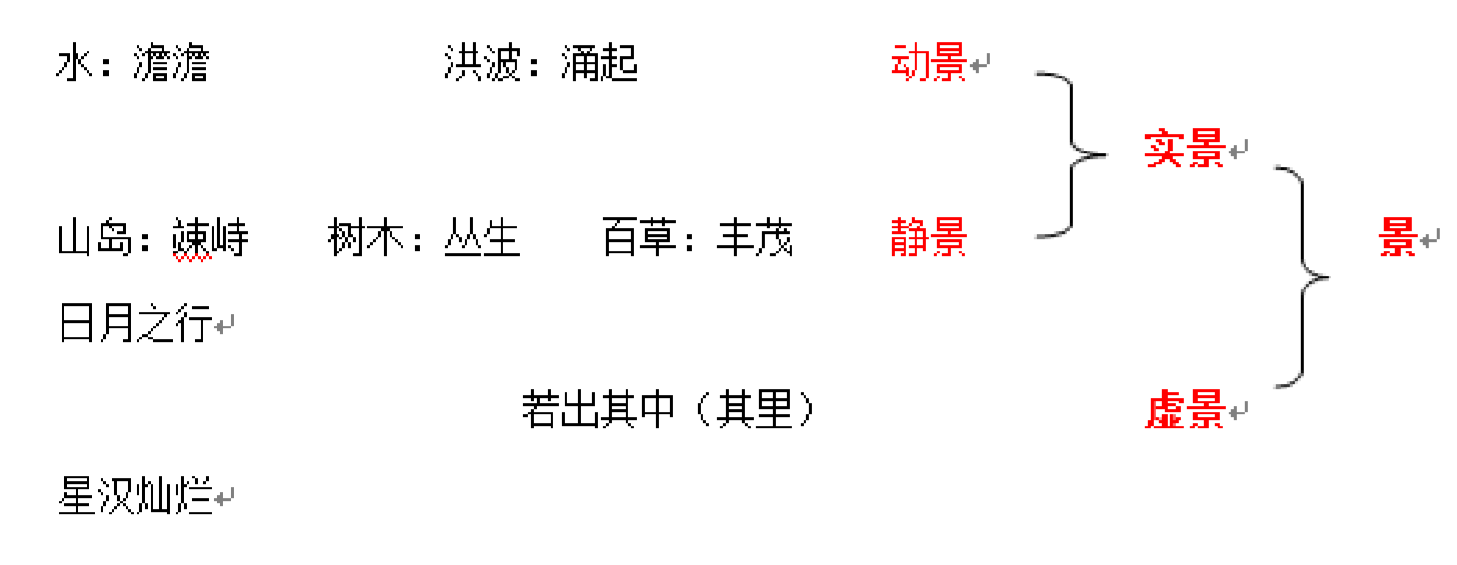 水：澹澹 洪波：涌起 动景
实景
山岛：竦峙 树木：丛生 百草：丰茂 静景 景
日月之行
若出其中（其里） 虚景
星汉灿烂